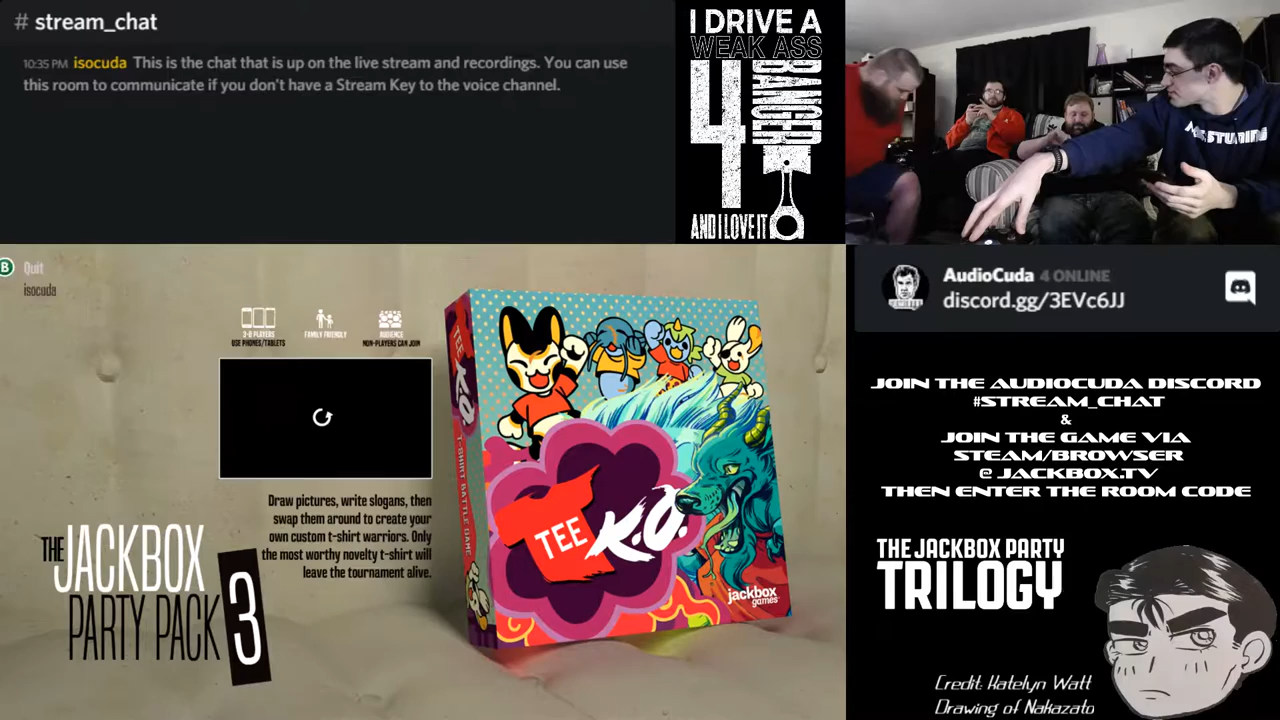 # stream_chat
10:35 PM isocuda This is the chat that is up on the live stream and recordings. You can use
this room to communicate if you don't have a Stream Key to the voice channel.
I DRIVE A
WEAK ASS
4 BANGER
AND I LOVE IT
B Quit
isocuda
3-8 PLAYERS
USE PHONES/TABLETS
FAMILY FRIENDLY
AUDIENCE
NON-PLAYERS CAN JOIN
Draw pictures, write slogans, then
swap them around to create your
own custom t-shirt warriors. Only
the most worthy novelty t-shirt will
leave the tournament alive.
THE
JACKBOX
PARTY PACK 3
TEE K.O.
T-SHIRT BATTLE GAME
TEE K.O.
jackbox
games
AudioCuda 4 ONLINE
discord.gg/3EVc6JJ
JOIN THE AUDIOCUDA DISCORD
#STREAM_CHAT
&
JOIN THE GAME VIA
STEAM/BROWSER
@ JACKBOX.TV
THEN ENTER THE ROOM CODE
THE JACKBOX PARTY
TRILOGY
Credit: Katelyn Watt
Drawing of Nakazato